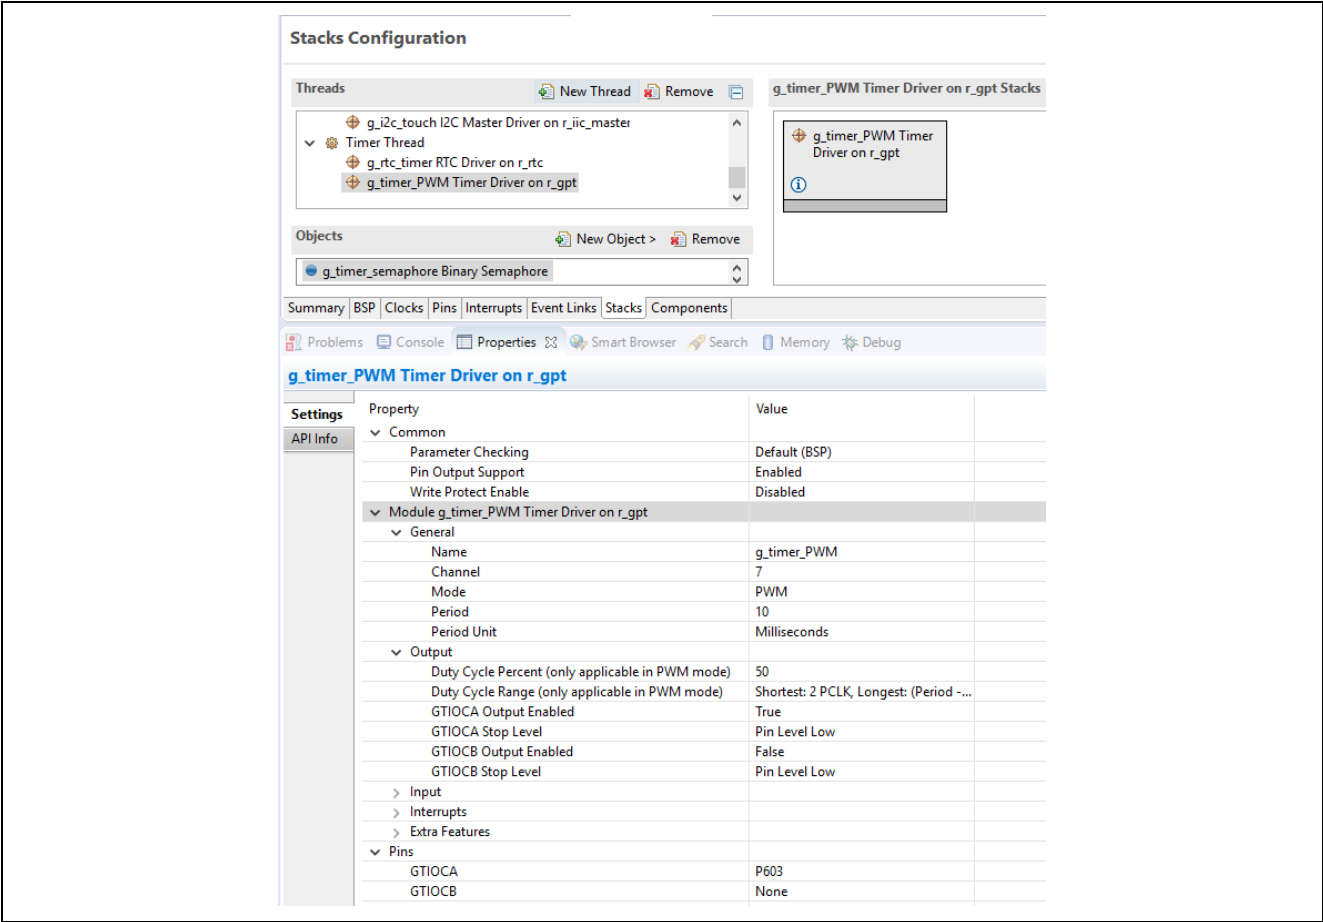 Stacks Configuration
Threads New Thread Remove
g_i2c_touch I2C Master Driver on r_iic_master
Timer Thread
g_rtc_timer RTC Driver on r_rtc
g_timer_PWM Timer Driver on r_gpt
Objects New Object > Remove
g_timer_semaphore Binary Semaphore
g_timer_PWM Timer Driver on r_gpt Stacks
g_timer_PWM Timer
Driver on r_gpt
Summary BSP Clocks Pins Interrupts Event Links Stacks Components
Problems Console Properties Smart Browser Search Memory Debug
g_timer_PWM Timer Driver on r_gpt
Settings
API Info
Property Value
Common
Parameter Checking Default (BSP)
Pin Output Support Enabled
Write Protect Enable Disabled
Module g_timer_PWM Timer Driver on r_gpt
General
Name g_timer_PWM
Channel 7
Mode PWM
Period 10
Period Unit Milliseconds
Output
Duty Cycle Percent (only applicable in PWM mode) 50
Duty Cycle Range (only applicable in PWM mode) Shortest: 2 PCLK, Longest: (Period -...
GTIOCA Output Enabled True
GTIOCA Stop Level Pin Level Low
GTIOCB Output Enabled False
GTIOCB Stop Level Pin Level Low
Input
Interrupts
Extra Features
Pins
GTIOCA P603
GTIOCB None